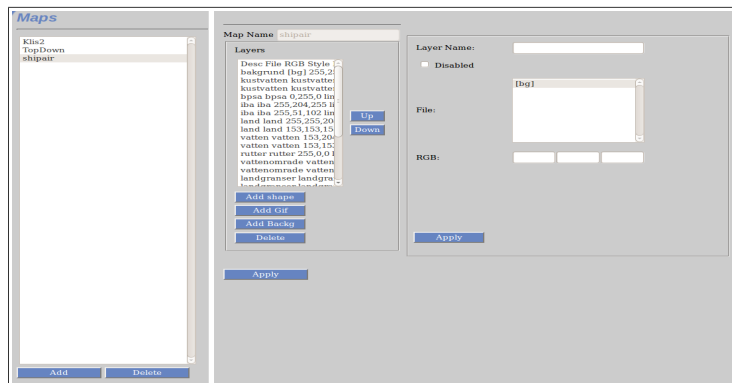 Maps
Klis2
TopDown
shipair
Add
Delete
Map Name shipair
Layers
Desc File RGB Style
bakgrund [bg] 255,2
kustvatten kustvatte
kustvatten kustvatte
bpsa bpsa 0,255,0 lin
iba iba 255,204,255 li
iba iba 255,51,102 lin
land land 255,255,20
land land 153,153,15
vatten vatten 153,20
vatten vatten 153,15
rutter rutter 255,0,0
vattenomrade vatten
vattenomrade vatten
landgranser landgra
landgranser landgra
Up
Down
Add shape
Add Gif
Add Backg
Delete
Apply
Layer Name:
Disabled
File:
[bg]
RGB:
Apply